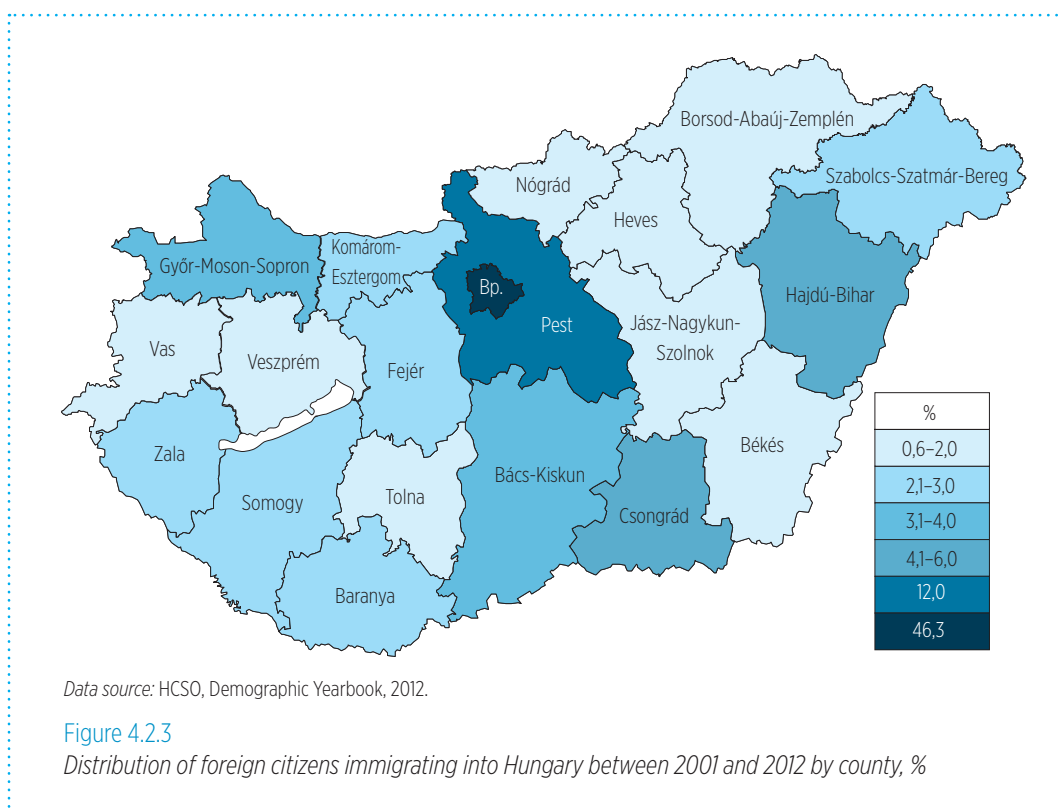 Borsod-Abaúj-Zemplén
Szabolcs-Szatmár-Bereg
Nógrád
Heves
Komárom-
Esztergom
Győr-Moson-Sopron
Bp.
Pest
Hajdú-Bihar
Jász-Nagykun-
Szolnok
Vas
Veszprém
Fejér
Zala
Somogy
Tolna
Bács-Kiskun
Békés
Csongrád
Baranya
%
0,6–2,0
2,1–3,0
3,1–4,0
4,1–6,0
12,0
46,3
Data source: HCSO, Demographic Yearbook, 2012.
Figure 4.2.3
Distribution of foreign citizens immigrating into Hungary between 2001 and 2012 by county, %